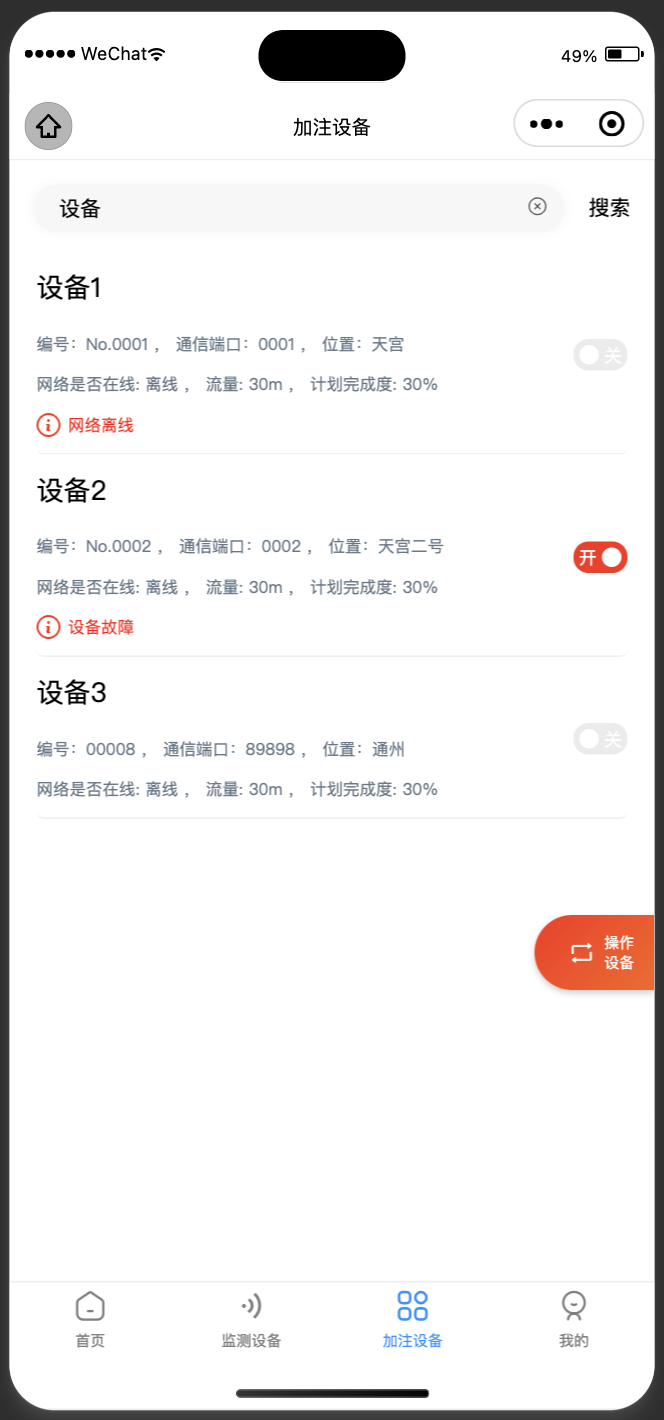 WeChat
49%
加注设备
设备
搜索
设备1
编号：No.0001， 通信端口：0001， 位置：天宫
关
网络是否在线: 离线， 流量: 30m， 计划完成度: 30%
网络离线
设备2
编号：No.0002， 通信端口：0002， 位置：天宫二号
开
网络是否在线: 离线， 流量: 30m， 计划完成度: 30%
设备故障
设备3
编号：00008， 通信端口：89898， 位置：通州
关
网络是否在线: 离线， 流量: 30m， 计划完成度: 30%
操作
设备
首页
监测设备
加注设备
我的